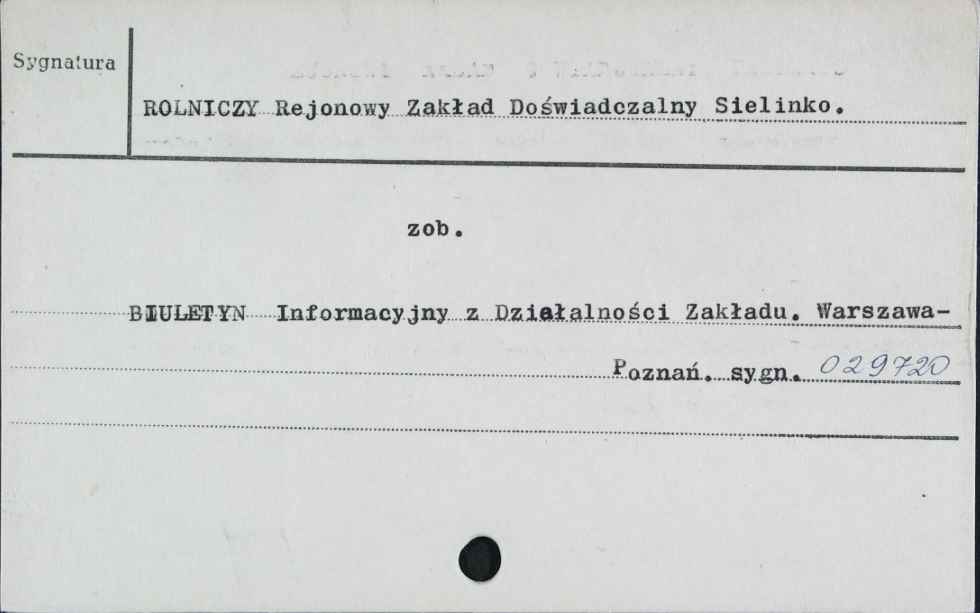 Sygnatura
ROLNICZY Rejonowy Zakład Doświadczalny Sielinko.
zob.
BIULETYN Informacyjny z Działalności Zakładu. Warszawa-
Poznań. sygn. 029720